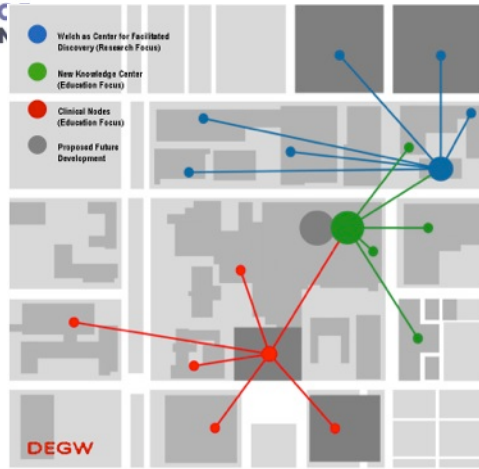 Welch as Center for Facilitated
Discovery (Research Focus)
New Knowledge Center
(Education Focus)
Clinical Nodes
(Education Focus)
Proposed Future
Development
DEGW